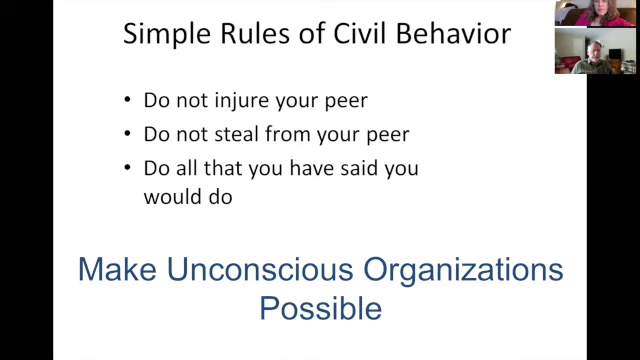 Simple Rules of Civil Behavior
• Do not injure your peer
• Do not steal from your peer
• Do all that you have said you
would do
Make Unconscious Organizations
Possible